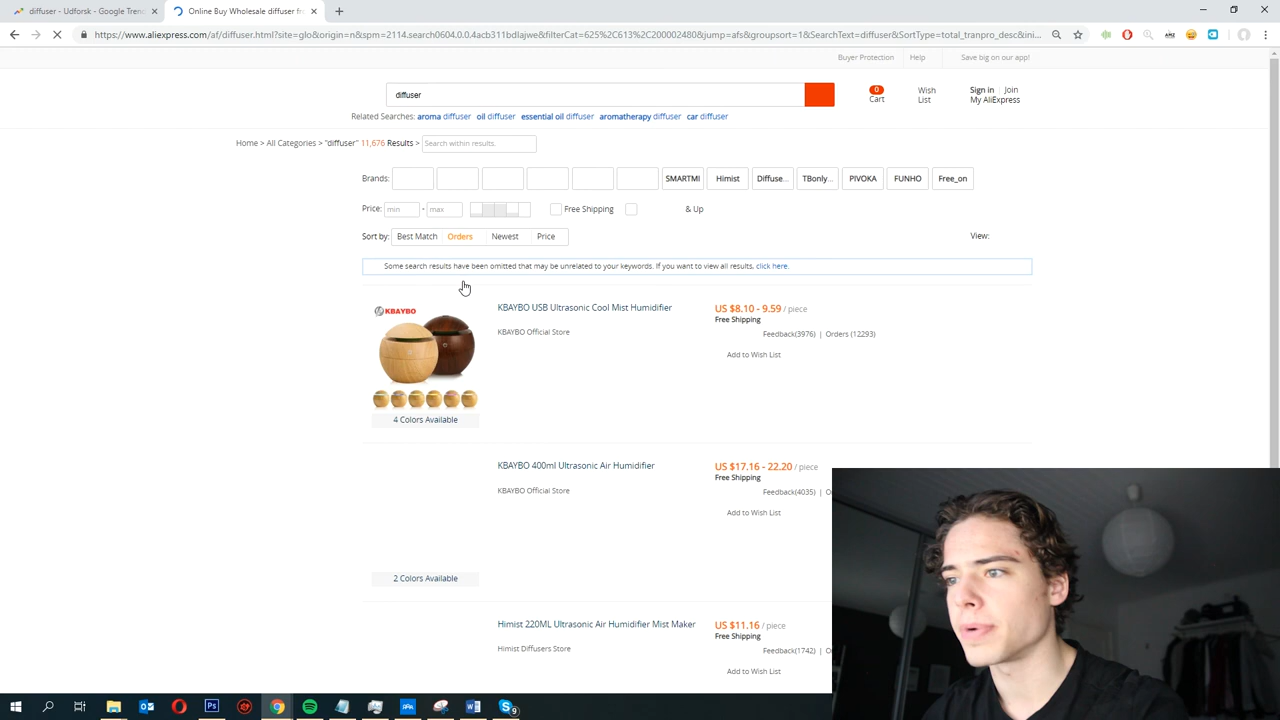 diffuser - Udforsk - Google Tren
Online Buy Wholesale diffuser fro
https://www.aliexpress.com/af/diffuser.html?site=glo&origin=n&spm=2114.search0604.0.0.4acb311bdlajwe&filterCat=625%2C613%2C200002480&jump=afs&groupsort=1&SearchText=diffuser&SortType=total_tranpro_desc&ini...
Buyer Protection Help Save big on our app!
diffuser
0
Cart
Wish
List
Sign in | Join
My AliExpress
Related Searches: aroma diffuser oil diffuser essential oil diffuser aromatherapy diffuser car diffuser
Home > All Categories > "diffuser" 11,676 Results > Search within results.
Brands: SMARTMI Himist Diffuse... TBonly... PIVOKA FUNHO Free_on
Price: min - max Free Shipping & Up
Sort by: Best Match Orders Newest Price View:
Some search results have been omitted that may be unrelated to your keywords. If you want to view all results, click here.
KBAYBO
4 Colors Available
KBAYBO USB Ultrasonic Cool Mist Humidifier
KBAYBO Official Store
US $8.10 - 9.59 / piece
Free Shipping
Feedback(3976) | Orders (12293)
Add to Wish List
2 Colors Available
KBAYBO 400ml Ultrasonic Air Humidifier
KBAYBO Official Store
US $17.16 - 22.20 / piece
Free Shipping
Feedback(4035) | O
Add to Wish List
Himist 220ML Ultrasonic Air Humidifier Mist Maker
Himist Diffusers Store
US $11.16 / piece
Free Shipping
Feedback(1742) | O
Add to Wish List
9